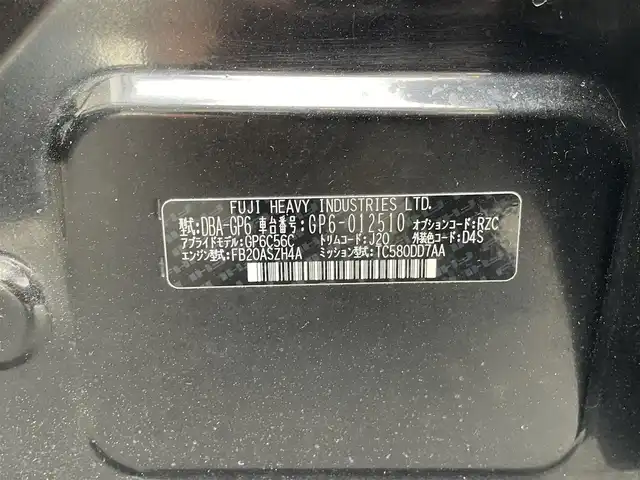 FUJI HEAVY INDUSTRIES LTD.
型式:DBA-GP6 車台番号:GP6-012510 オプションコード:RZC
アプライドモデル:GP6C56C トリムコード:J20 外装色コード:D4S
エンジン型式:FB20ASZH4A ミッション型式:TC580DD7AA